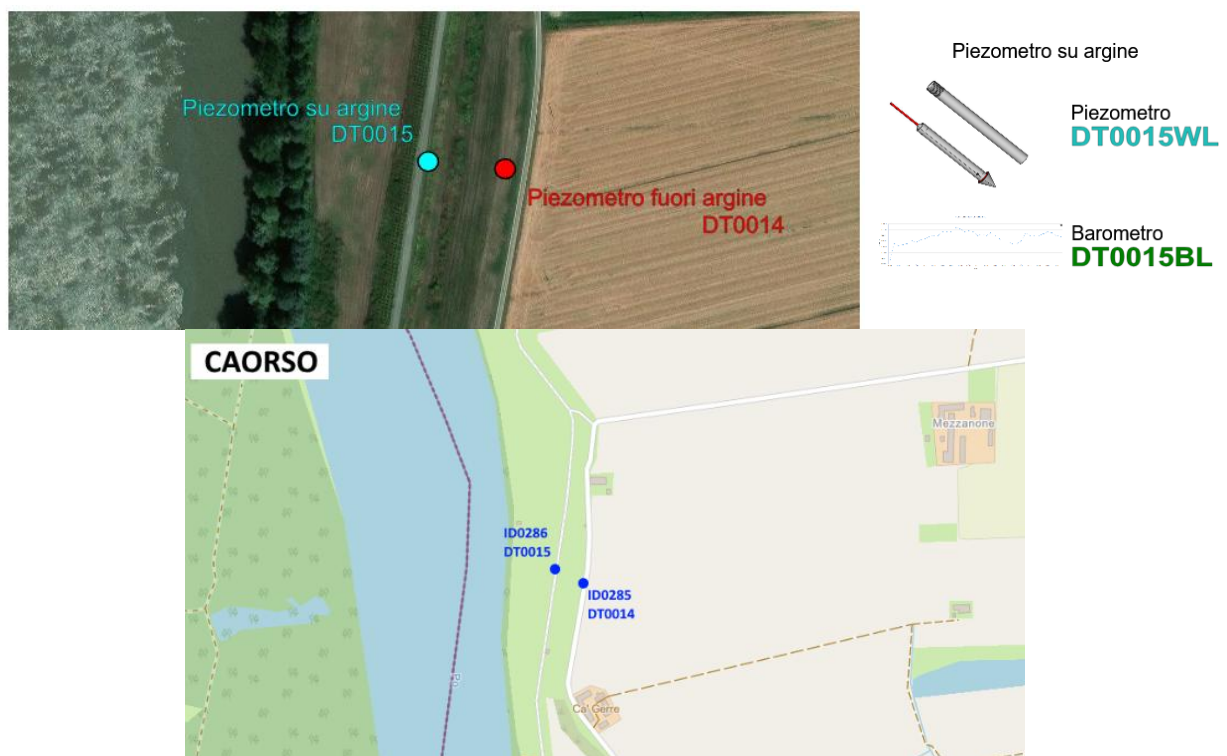 Piezometro su argine
DT0015
Piezometro fuori argine
DT0014
Piezometro su argine
Piezometro
DT0015WL
Barometro
DT0015BL
CAORSO
Mezzanone
ID0286
DT0015
ID0285
DT0014
Po
Ca' Gerre